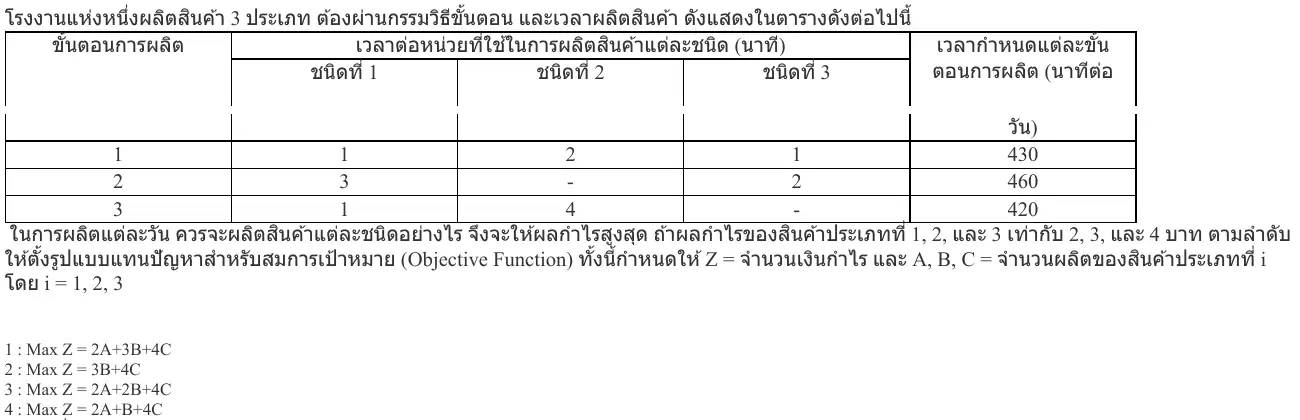 โรงงานแห่งหนึ่งผลิตสินค้า 3 ประเภท ต้องผ่านกรรมวิธีขั้นตอน และเวลาผลิตสินค้า ดังแสดงในตารางดังต่อไปนี้
ขั้นตอนการผลิต เวลาต่อหน่วยที่ใช้ในการผลิตสินค้าแต่ละชนิด (นาที) เวลากำหนดแต่ละขั้น
ชนิดที่ 1 ชนิดที่ 2 ชนิดที่ 3 ตอนการผลิต (นาทีต่อ
วัน)
1 1 2 1 430
2 3 - 2 460
3 1 4 - 420
ในการผลิตแต่ละวัน ควรจะผลิตสินค้าแต่ละชนิดอย่างไร จึงจะให้ผลกำไรสูงสุด ถ้าผลกำไรของสินค้าประเภทที่ 1, 2, และ 3 เท่ากับ 2, 3, และ 4 บาท ตามลำดับ
ให้ตั้งรูปแบบแทนปัญหาสำหรับสมการเป้าหมาย (Objective Function) ทั้งนี้กำหนดให้ Z = จำนวนเงินกำไร และ A, B, C = จำนวนผลิตของสินค้าประเภทที่ i
โดย i = 1, 2, 3
1 : Max Z = 2A+3B+4C
2 : Max Z = 3B+4C
3 : Max Z = 2A+2B+4C
4 : Max Z = 2A+B+4C